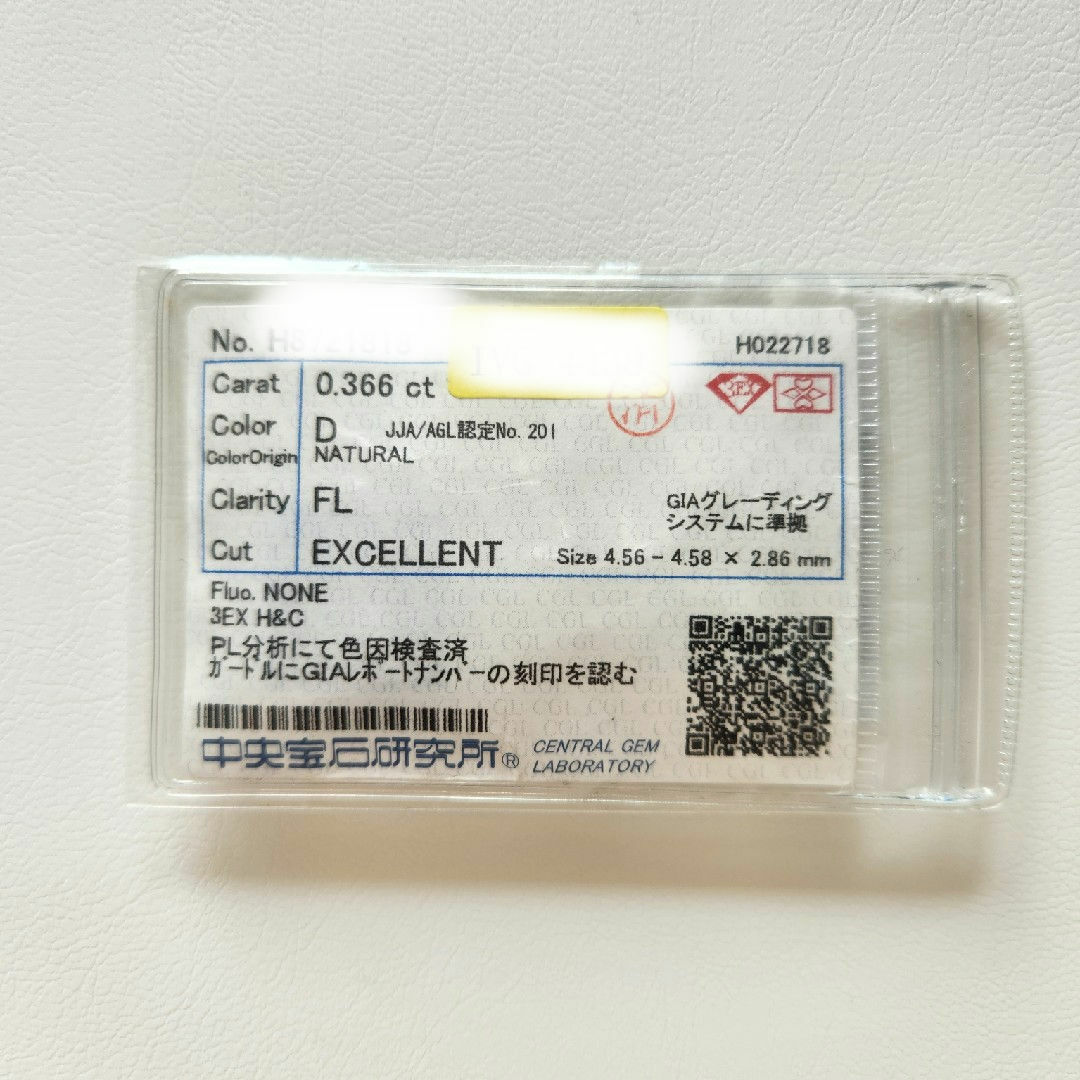 No.
H022718
Carat 0.366 ct
3EX
Color D JJA/AGL認定No. 201
ColorOrigin NATURAL
Clarity FL GIAグレーディング
システムに準拠
Cut EXCELLENT Size 4.56 - 4.58 × 2.86 mm
Fluo. NONE
3EX H&C
PL分析にて色因検査済
ガードルにGIAレポートナンバーの刻印を認む
中央宝石研究所® CENTRAL GEM
LABORATORY